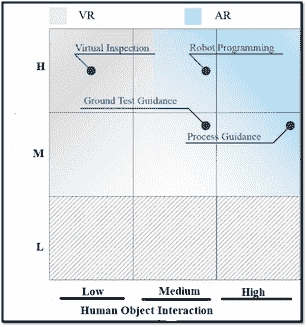 VR AR
Virtual Inspection Robot Programming
H
Ground Test Guidance
Process Guidance
M
L
Low Medium High
Human Object Interaction